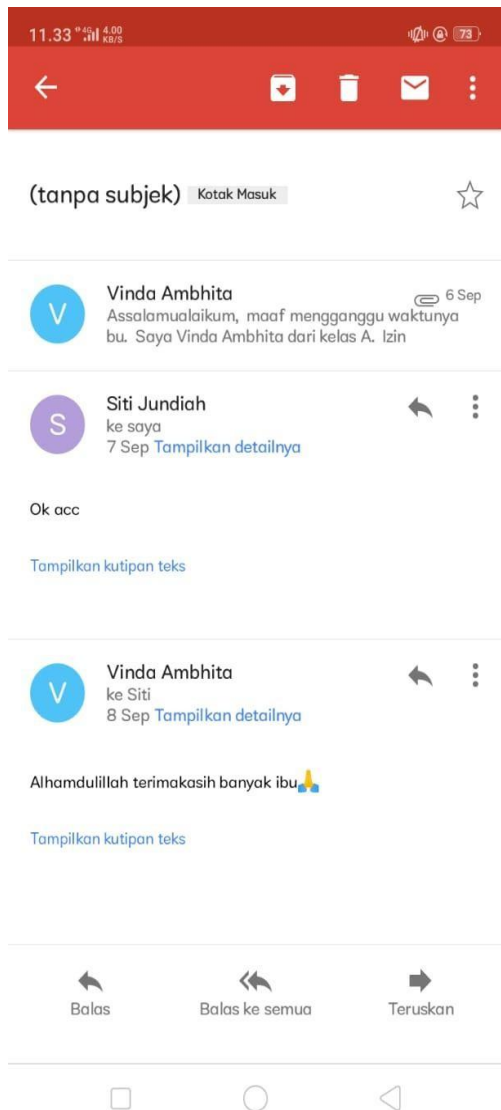 11.33 4G 4.00 KB/S 73
(tanpa subjek) Kotak Masuk
V
Vinda Ambhita 6 Sep
Assalamualaikum, maaf mengganggu waktunya
bu. Saya Vinda Ambhita dari kelas A. Izin
S
Siti Jundiah
ke saya
7 Sep Tampilkan detailnya
Ok acc
Tampilkan kutipan teks
V
Vinda Ambhita
ke Siti
8 Sep Tampilkan detailnya
Alhamdulillah terimakasih banyak ibu🙏
Tampilkan kutipan teks
Balas Balas ke semua Teruskan